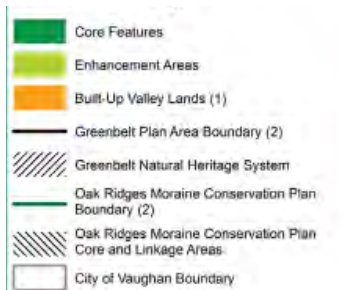 Core Features
Enhancement Areas
Built-Up Valley Lands (1)
Greenbelt Plan Area Boundary (2)
Greenbelt Natural Heritage System
Oak Ridges Moraine Conservation Plan
Boundary (2)
Oak Ridges Moraine Conservation Plan
Core and Linkage Areas
City of Vaughan Boundary